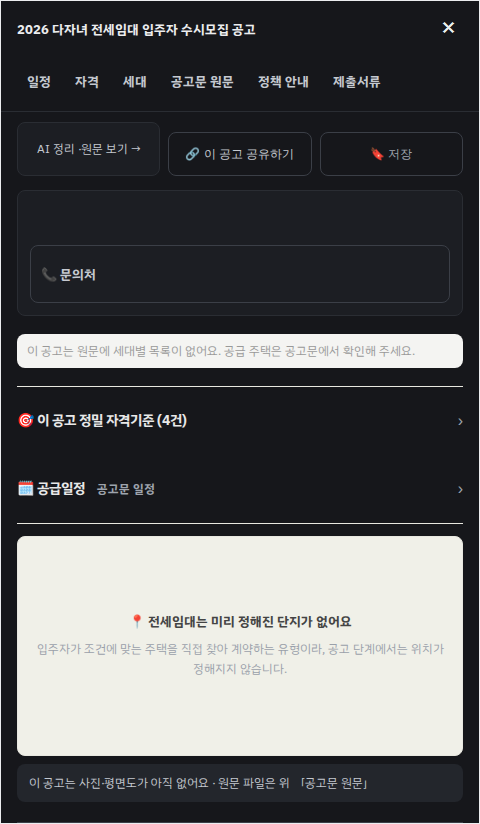 2026 다자녀 전세임대 입주자 수시모집 공고 ✕
일정 자격 세대 공고문 원문 정책 안내 제출서류
AI 정리 ·원문 보기 → 🔗 이 공고 공유하기 🔖 저장
📞 문의처
이 공고는 원문에 세대별 목록이 없어요. 공급 주택은 공고문에서 확인해 주세요.
🎯 이 공고 정밀 자격기준 (4건) ›
🗓️ 공급일정 공고문 일정 ›
📍 전세임대는 미리 정해진 단지가 없어요
입주자가 조건에 맞는 주택을 직접 찾아 계약하는 유형이라, 공고 단계에서는 위치가
정해지지 않습니다.
이 공고는 사진·평면도가 아직 없어요 · 원문 파일은 위 「공고문 원문」